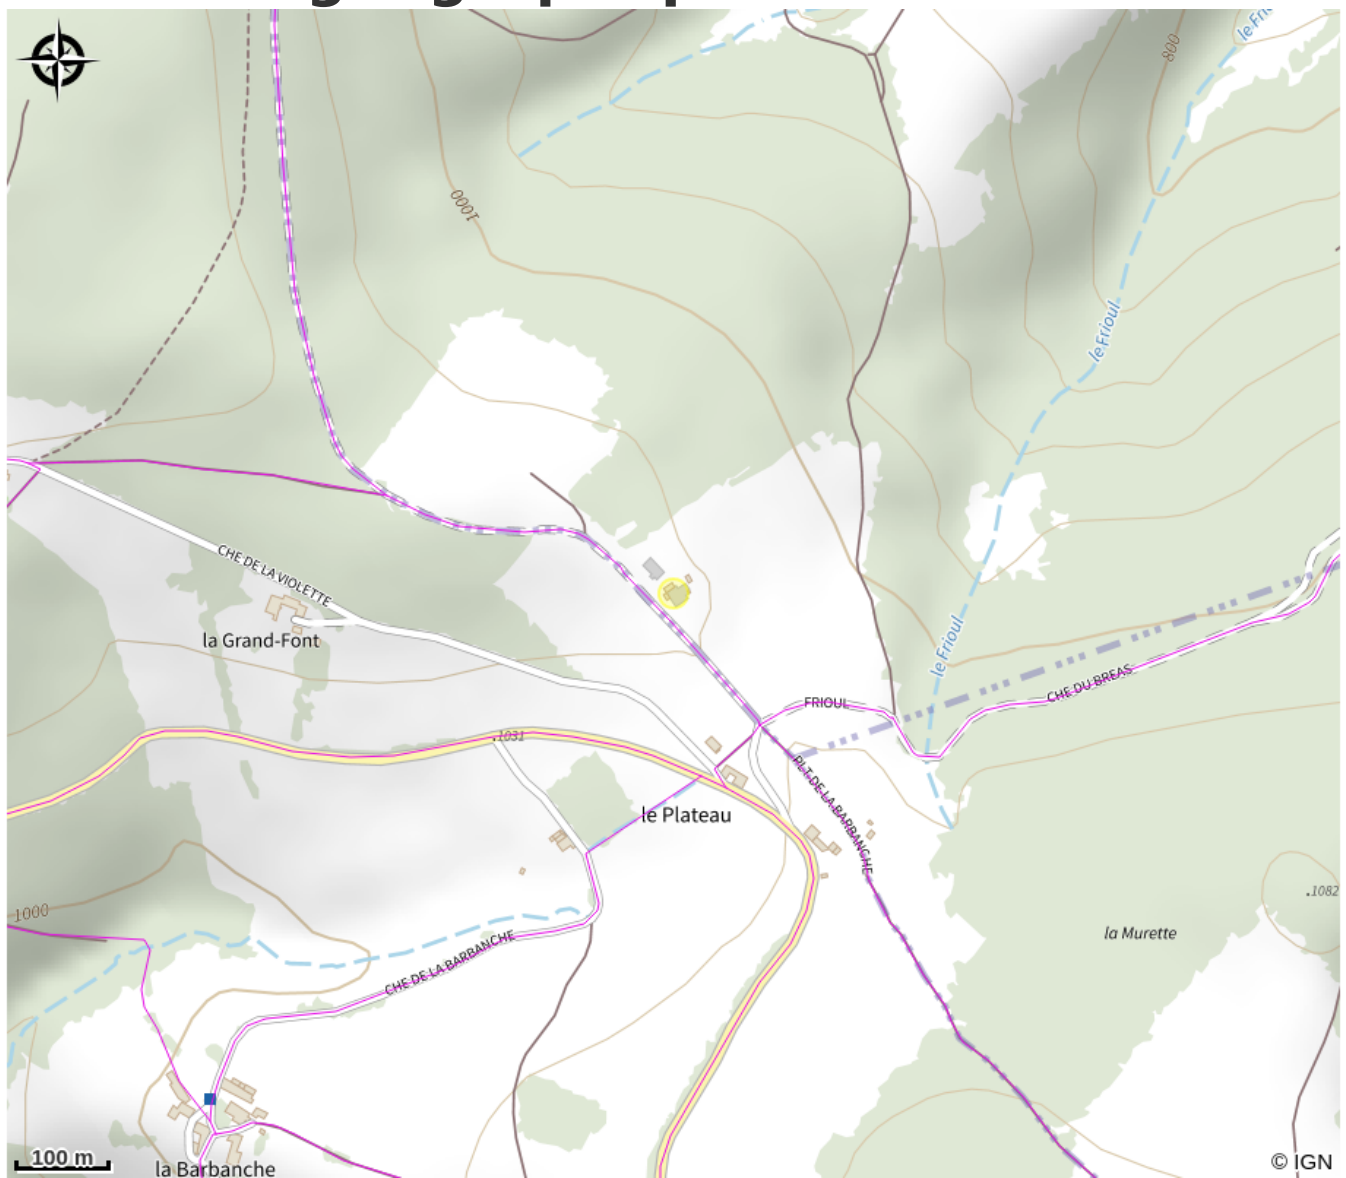 le Frioul
800
1000
le Frioul
CHE DE LA VIOLETTE
la Grand-Font
le Frioul
CHE DU BREAS
FRIOUL
.1031
PLT DE LA BARBANCHE
le Plateau
.1082
1000
la Murette
CHE DE LA BARBANCHE
100 m
la Barbanche
© IGN